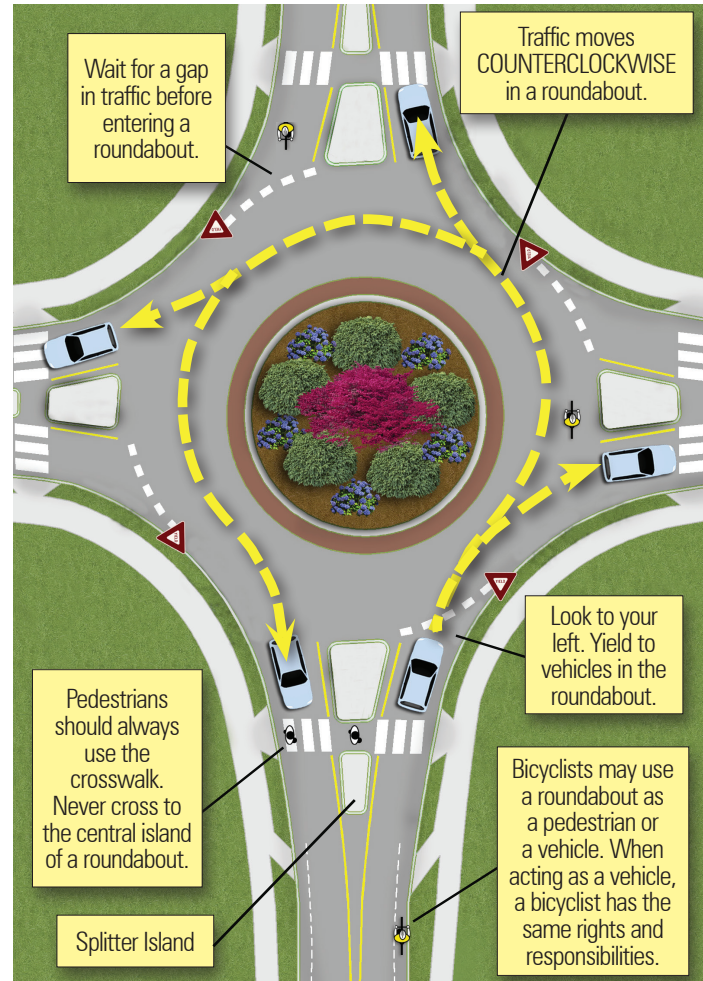 Wait for a gap
in traffic before
entering a
roundabout.
Traffic moves
COUNTERCLOCKWISE
in a roundabout.
Look to your
left. Yield to
vehicles in the
roundabout.
Pedestrians
should always
use the
crosswalk.
Never cross to
the central island
of a roundabout.
Splitter Island
Bicyclists may use
a roundabout as
a pedestrian or
a vehicle. When
acting as a vehicle,
a bicyclist has the
same rights and
responsibilities.
YIELD